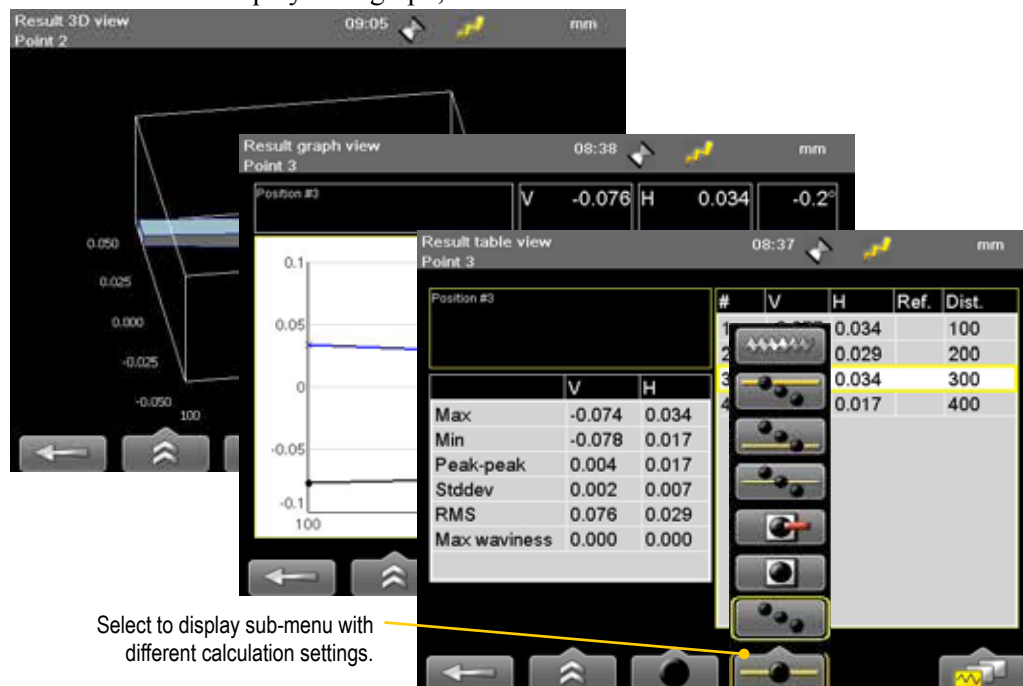 Result 3D view 09:05 mm
Point 2
0.050
0.025
0.000
-0.025
-0.050
100
Result graph view 08:38 mm
Point 3
Position #3 V -0.076 H 0.034 -0.2°
0.1
0.05
0
-0.05
-0.1
100
Result table view 08:37 mm
Point 3
Position #3
V H
Max -0.074 0.034
Min -0.078 0.017
Peak-peak 0.004 0.017
Stddev 0.002 0.007
RMS 0.076 0.029
Max waviness 0.000 0.000
# V H Ref. Dist.
1 0.034 100
2 0.029 200
3 0.034 300
4 0.017 400
Select to display sub-menu with
different calculation settings.